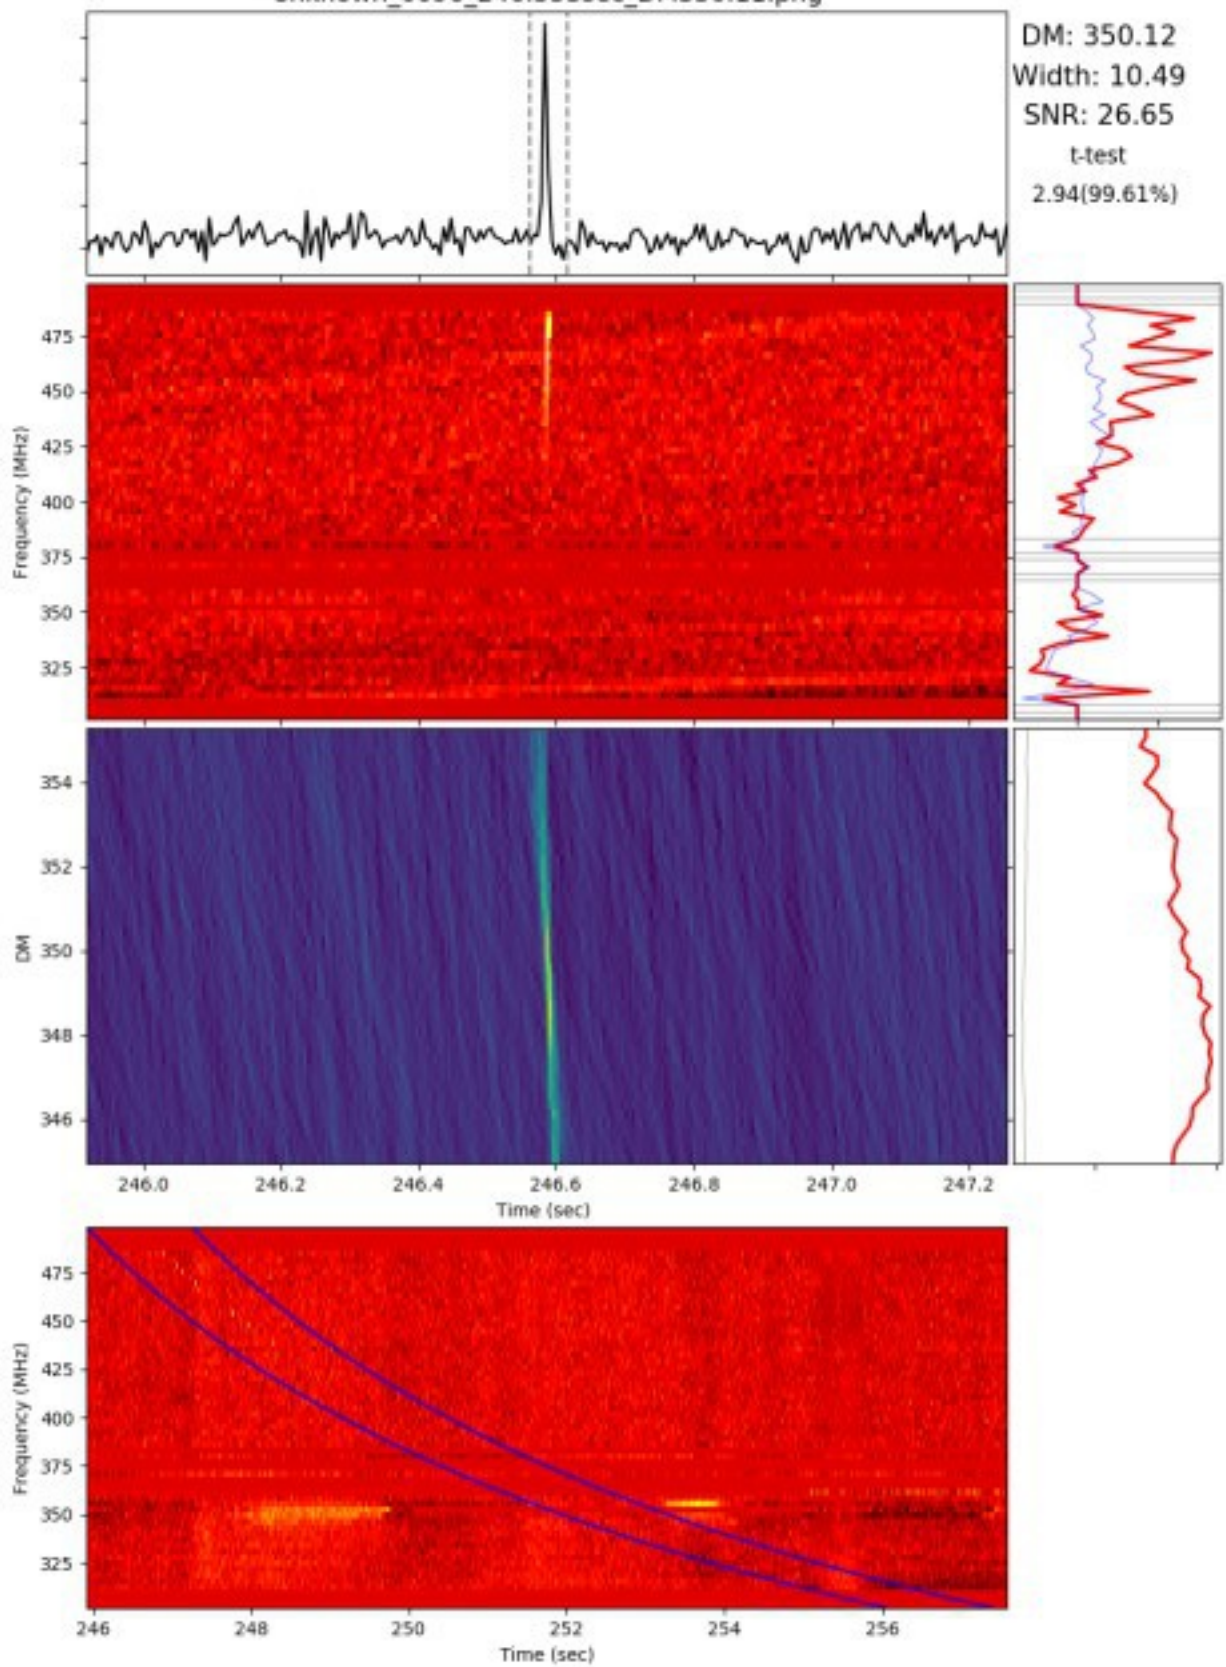 DM: 350.12
Width: 10.49
SNR: 26.65
t-test
2.94(99.61%)
475
450
425
400
375
350
325
Frequency (MHz)
354
352
350
348
346
DM
246.0 246.2 246.4 246.6 246.8 247.0 247.2
Time (sec)
475
450
425
400
375
350
325
Frequency (MHz)
246 248 250 252 254 256
Time (sec)